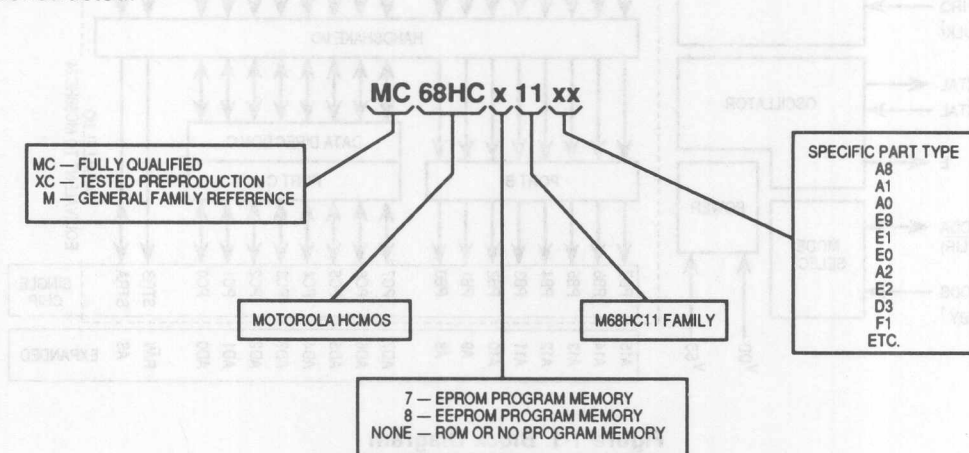 MC 68HC x 11 xx
MC — FULLY QUALIFIED
XC — TESTED PREPRODUCTION
M — GENERAL FAMILY REFERENCE
MOTOROLA HCMOS
7 — EPROM PROGRAM MEMORY
8 — EEPROM PROGRAM MEMORY
NONE — ROM OR NO PROGRAM MEMORY
M68HC11 FAMILY
SPECIFIC PART TYPE
A8
A1
A0
E9
E1
E0
A2
E2
D3
F1
ETC.